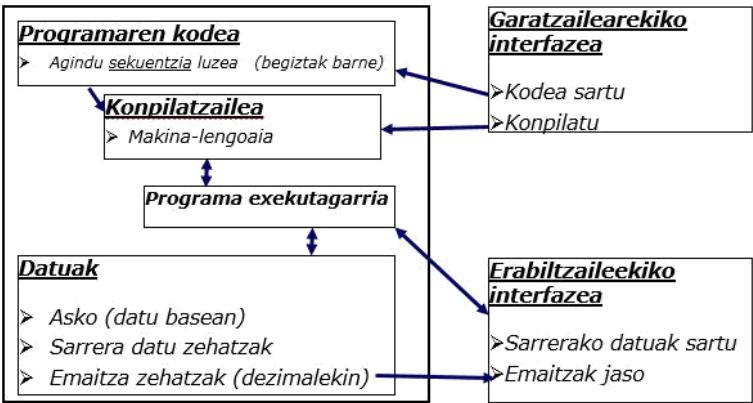 Programaren kodea
➢ Agindu sekuentzia luzea (begiztak barne)
Konpilatzailea
➢ Makina-lengoaia
Programa exekutagarria
Datuak
➢ Asko (datu basean)
➢ Sarrera datu zehatzak
➢ Emaitza zehatzak (dezimalekin)
Garatzailearekiko
interfazea
➢Kodea sartu
➢Konpilatu
Erabiltzaileekiko
interfazea
➢Sarrerako datuak sartu
➢Emaitzak jaso